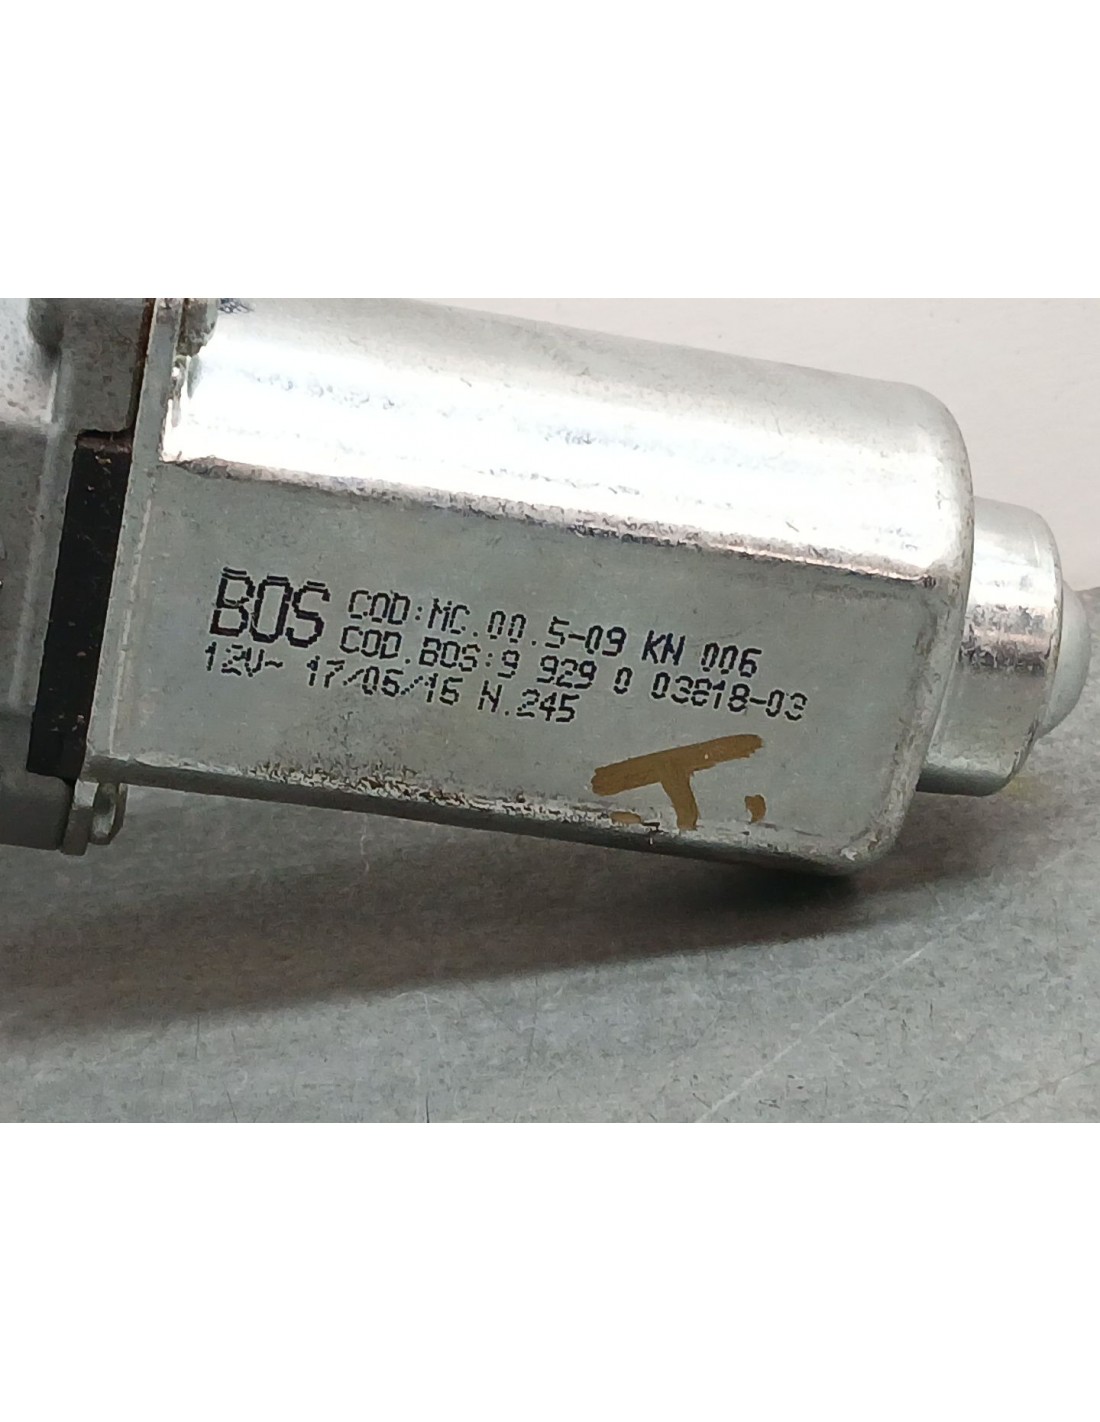 BOS COD:MC.00.5-09 KN 006
COD.BOS:9 929 0 03818-03
12V~ 17/06/16 N.245
.T.